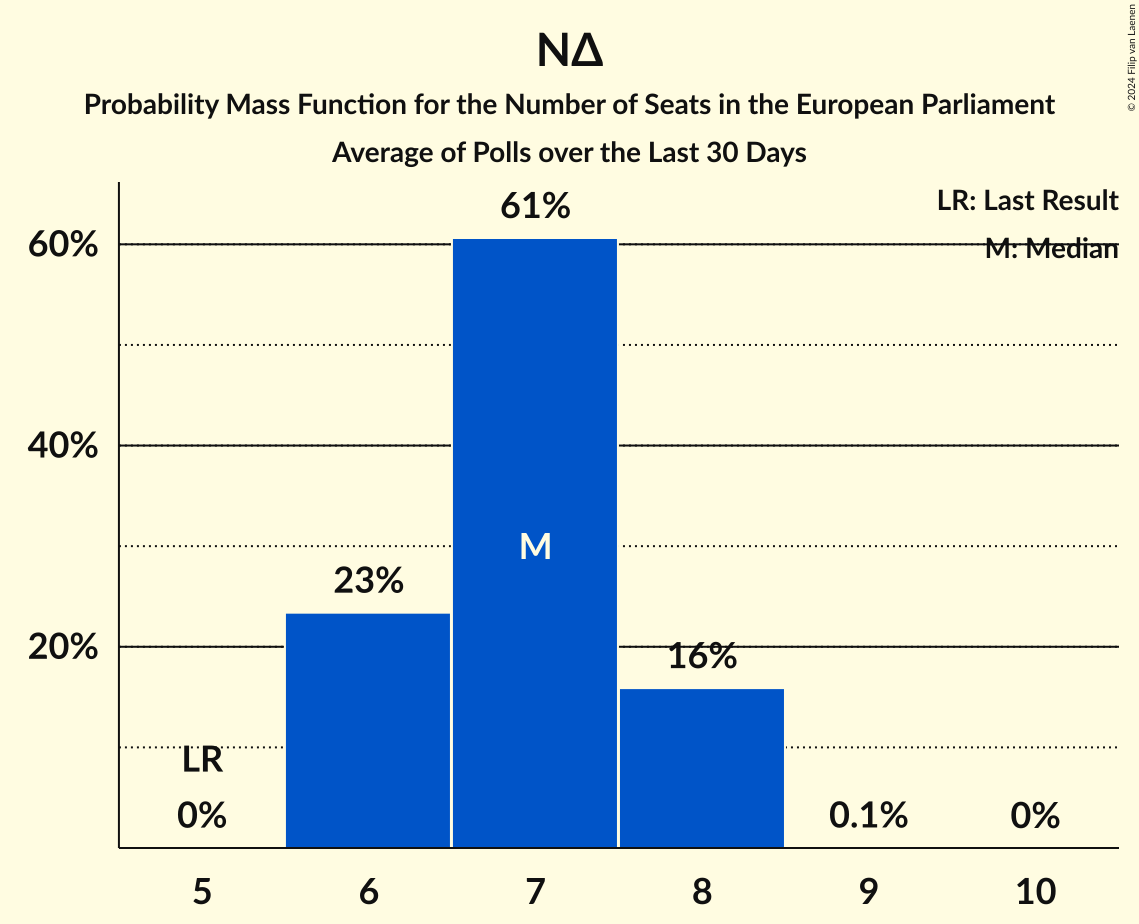 NΔ
Probability Mass Function for the Number of Seats in the European Parliament
Average of Polls over the Last 30 Days
© 2024 Filip van Laenen
LR: Last Result
M: Median
60%
40%
20%
61%
23%
16%
M
LR
0%
0.1%
0%
5 6 7 8 9 10